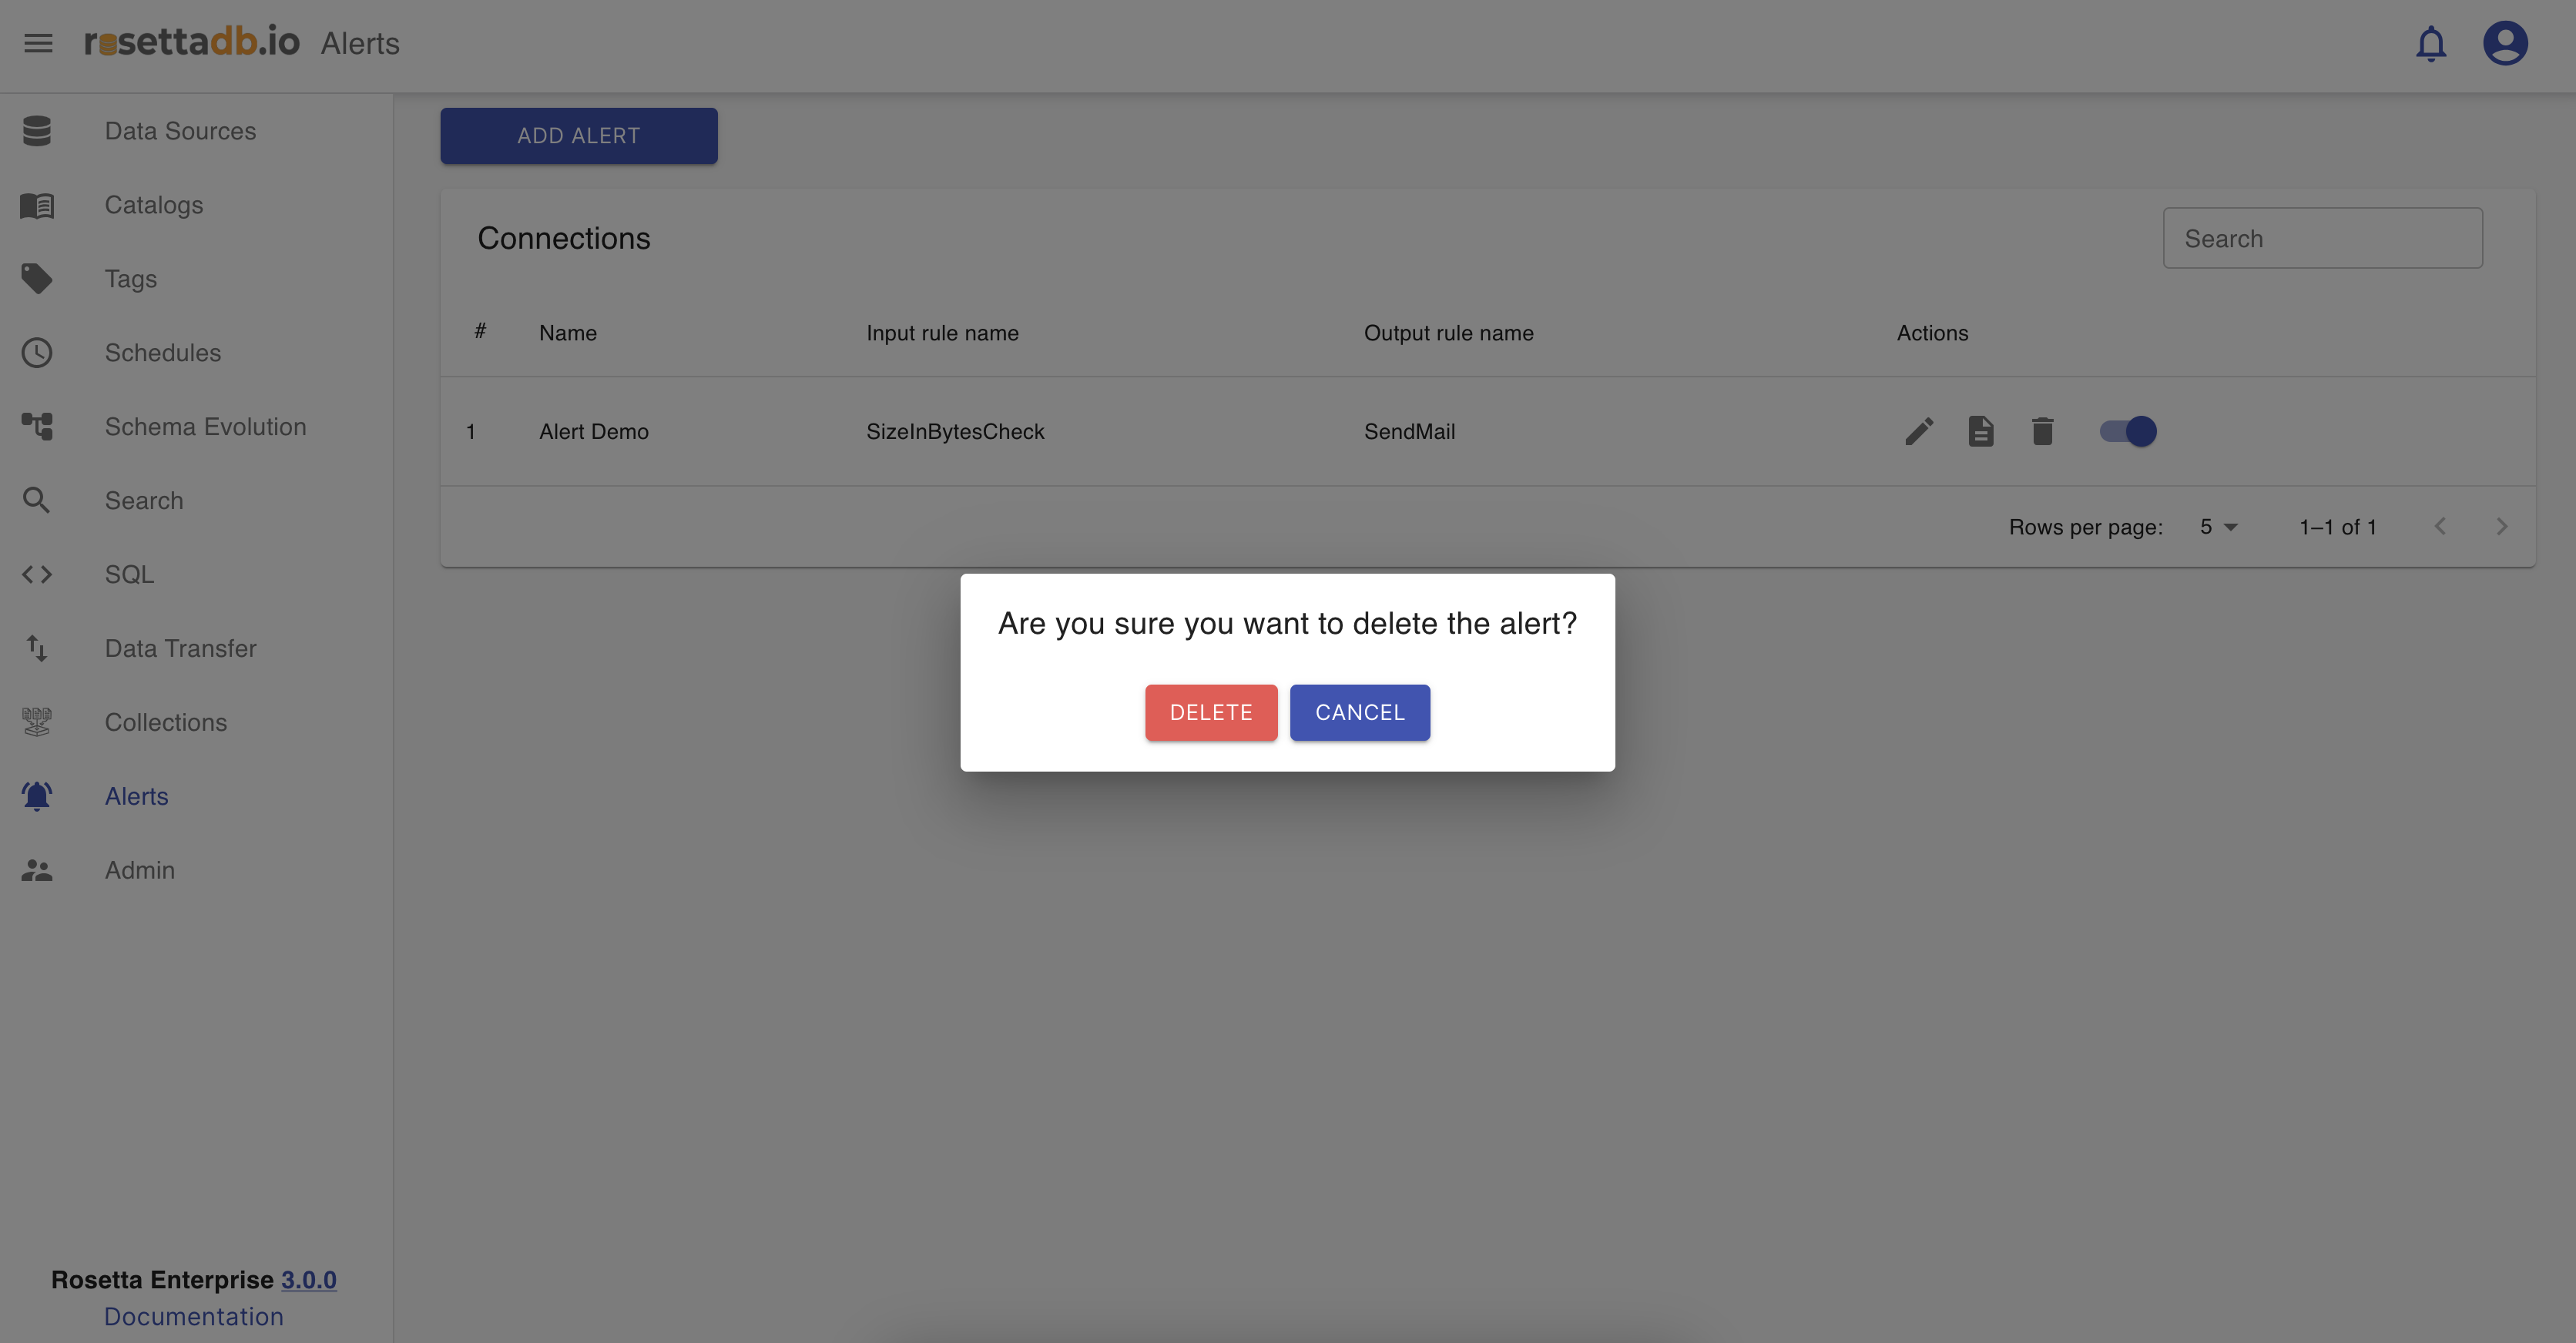 rosettadb.io Alerts
Data Sources
Catalogs
Tags
Schedules
Schema Evolution
Search
SQL
Data Transfer
Collections
Alerts
Admin
Rosetta Enterprise 3.0.0
Documentation
ADD ALERT
Connections
Search
# Name Input rule name Output rule name Actions
1 Alert Demo SizeInBytesCheck SendMail
Rows per page: 5 1–1 of 1
Are you sure you want to delete the alert?
DELETE CANCEL